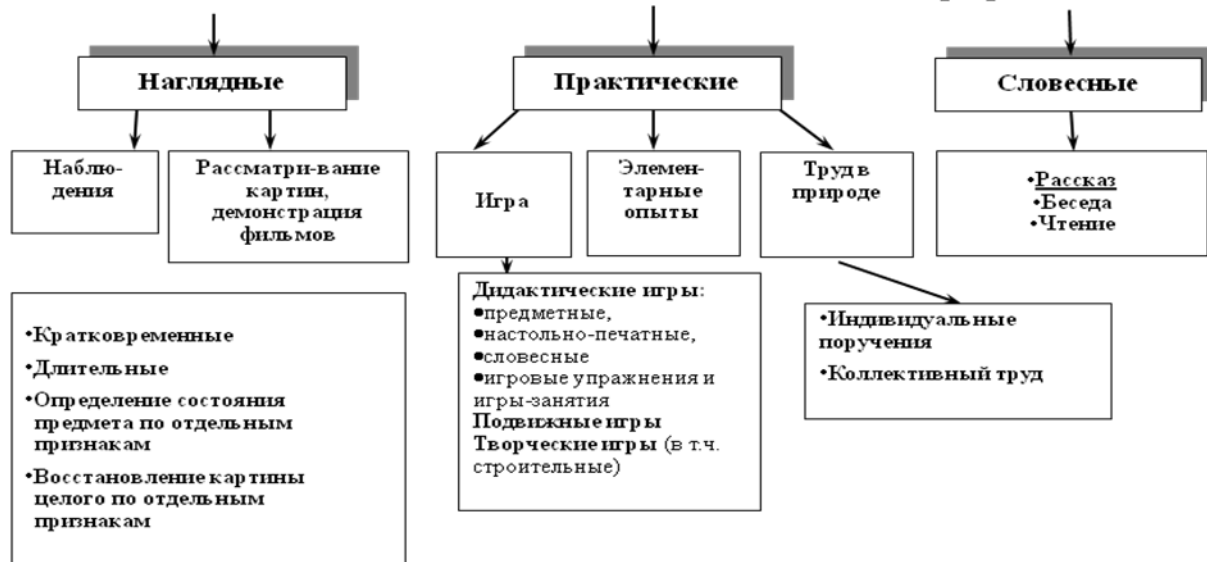 Наглядные
Практические
Словесные
Наблю-
дения
Рассматри-вание
картин,
демонстрация
фильмов
Игра
Элемен-
тарные
опыты
Труд в
природе
•Рассказ
•Беседа
•Чтение
•Кратковременные
•Длительные
•Определение состояния
предмета по отдельным
признакам
•Восстановление картины
целого по отдельным
признакам
Дидактические игры:
●предметные,
●настольно-печатные,
●словесные
●игровые упражнения и
игры-занятия
Подвижные игры
Творческие игры (в т.ч.
строительные)
•Индивидуальные
поручения
•Коллективный труд